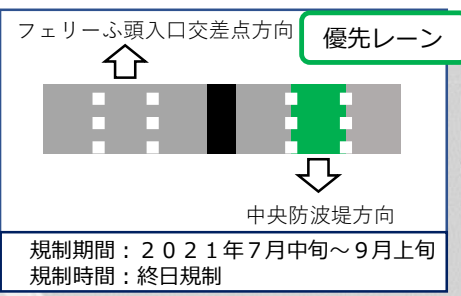 フェリーふ頭入口交差点方向
優先レーン
中央防波堤方向
規制期間：２０２１年７月中旬～９月上旬
規制時間：終日規制